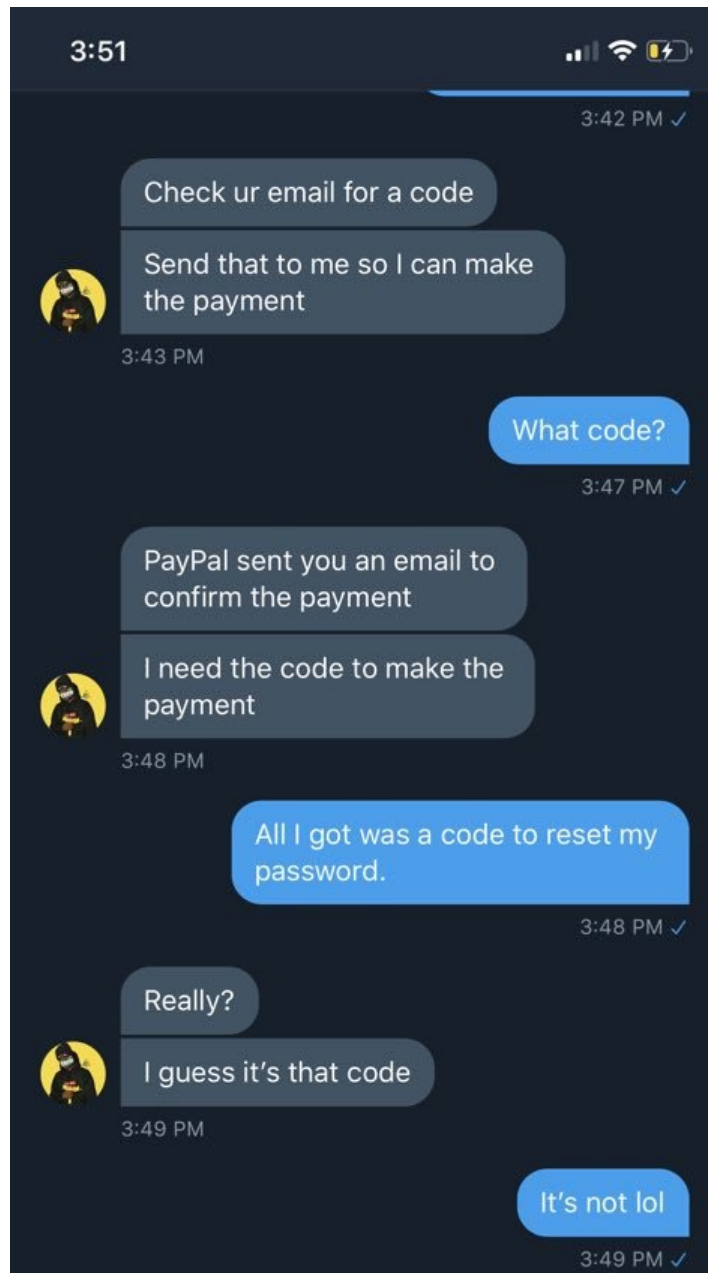 3:51
3:42 PM ✓
Check ur email for a code
Send that to me so I can make
the payment
3:43 PM
What code?
3:47 PM ✓
PayPal sent you an email to
confirm the payment
I need the code to make the
payment
3:48 PM
All I got was a code to reset my
password.
3:48 PM ✓
Really?
I guess it's that code
3:49 PM
It's not lol
3:49 PM ✓